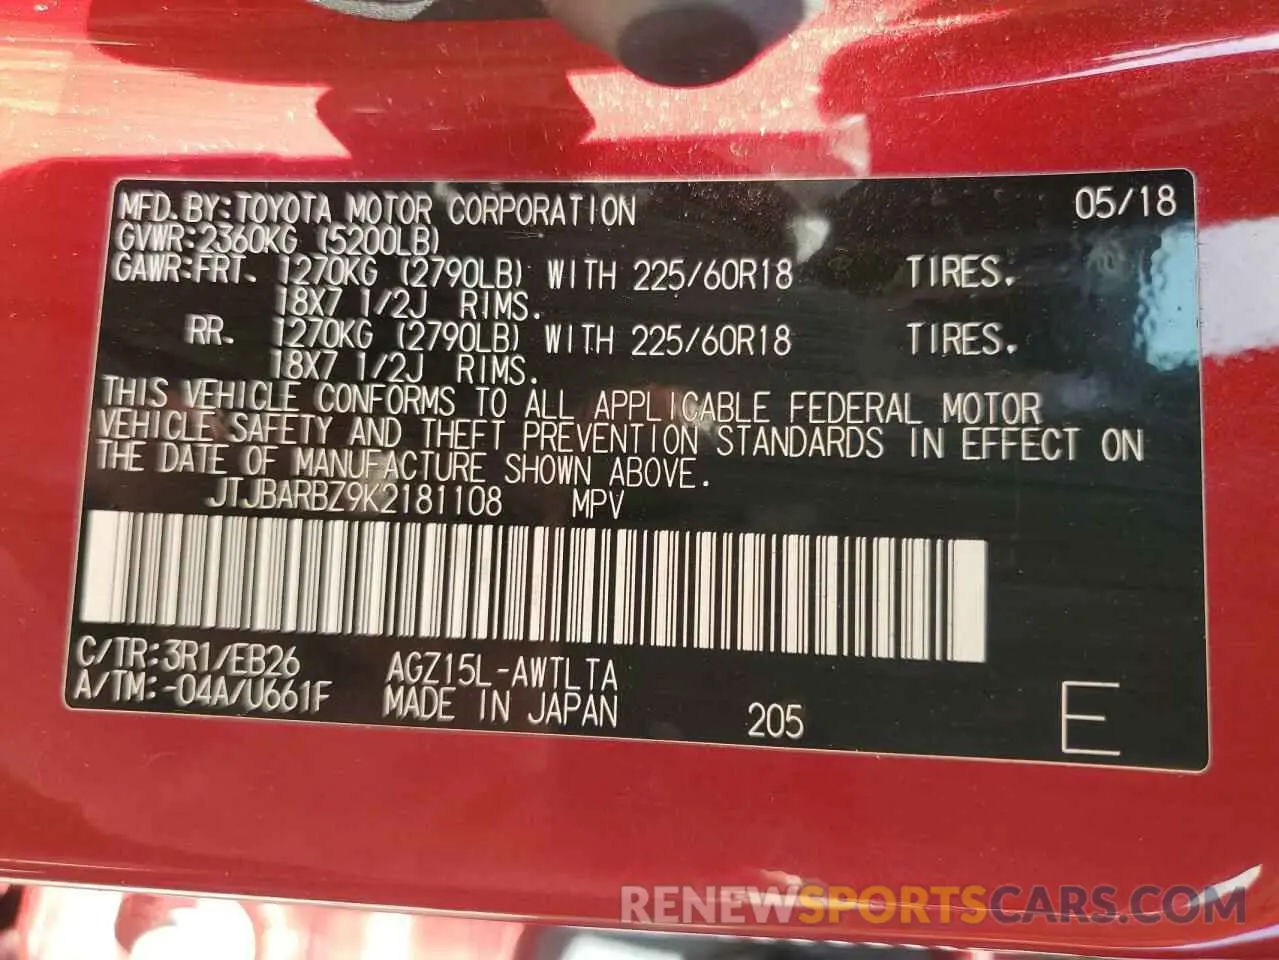 MFD. BY: TOYOTA MOTOR CORPORATION 05/18
GVWR: 2360KG (5200LB)
GAWR: FRT. 1270KG (2790LB) WITH 225/60R18 TIRES.
18X7 1/2J RIMS.
RR. 1270KG (2790LB) WITH 225/60R18 TIRES.
18X7 1/2J RIMS.
THIS VEHICLE CONFORMS TO ALL APPLICABLE FEDERAL MOTOR
VEHICLE SAFETY AND THEFT PREVENTION STANDARDS IN EFFECT ON
THE DATE OF MANUFACTURE SHOWN ABOVE.
JTJBARBZ9K2181108 MPV
C/TR: 3R1/EB26 AGZ15L-AWTLTA
A/TM: -04A/U661F MADE IN JAPAN 205 E
RENEWSPORTSCARS.COM